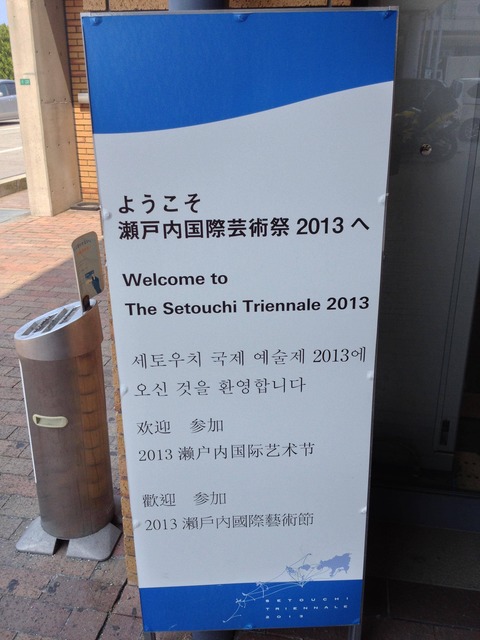 ようこそ
瀬戸内国際芸術祭 2013 へ
Welcome to
The Setouchi Triennale 2013
세토우치 국제 예술제 2013에
오신 것을 환영합니다
欢迎 参加
2013 濑户内国际艺术节
歡迎 參加
2013 瀨戶內國際藝術節
SETOUCHI
TRIENNALE
2013